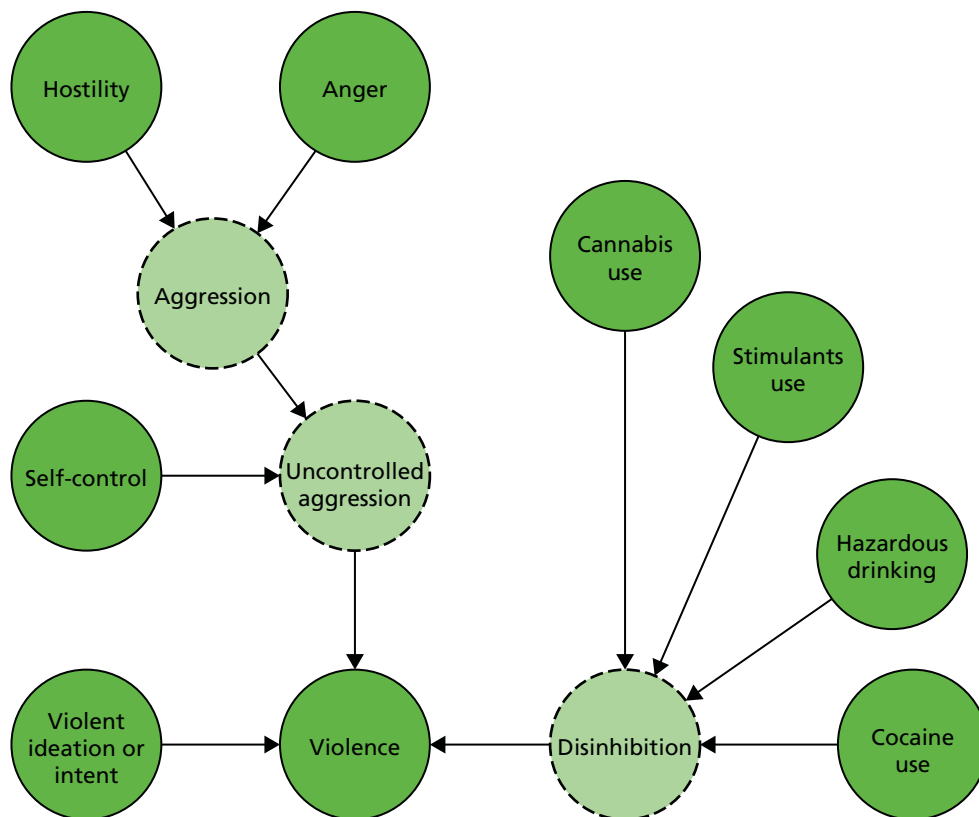 Hostility
Anger
Cannabis
use
Aggression
Stimulants
use
Self-control
Uncontrolled
aggression
Hazardous
drinking
Violent
ideation or
intent
Violence
Disinhibition
Cocaine
use